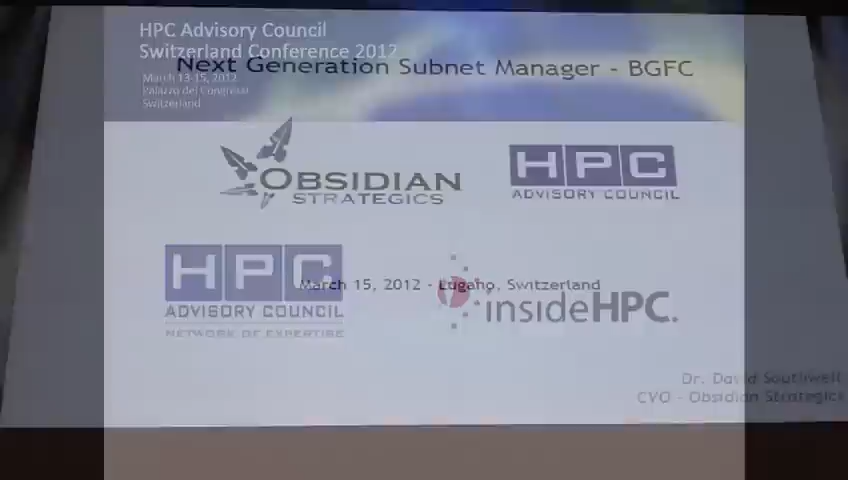 HPC Advisory Council
Switzerland Conference 2012
Next Generation Subnet Manager - BGFC
March 13-15, 2012
Palazzo dei Congressi
Switzerland
OBSIDIAN
STRATEGICS
HPC
ADVISORY COUNCIL
HPC
ADVISORY COUNCIL
NETWORK OF EXPERTISE
March 15, 2012 - Lugano, Switzerland
insideHPC.
Dr. David Southwell
CVO - Obsidian Strategics